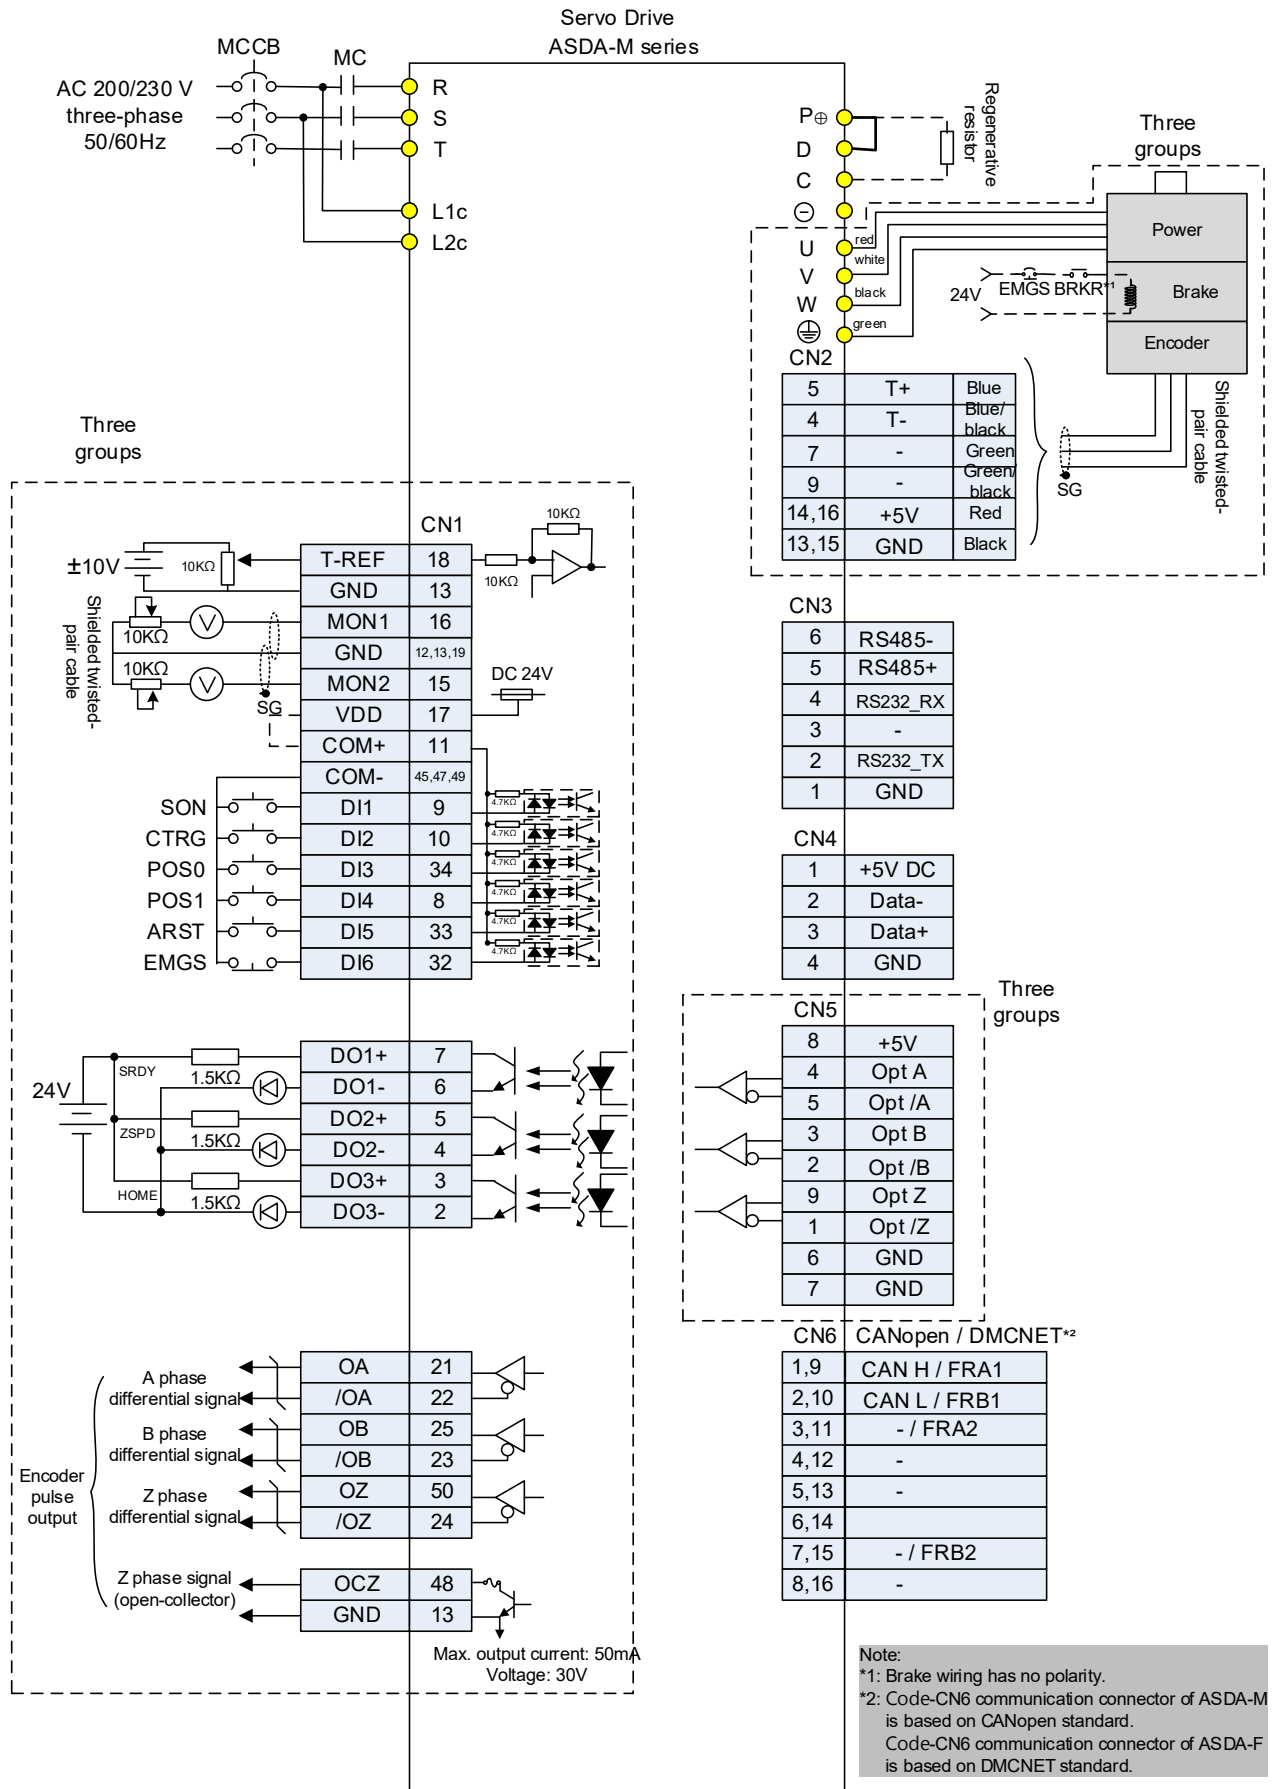 Servo Drive
ASDA-M series
MCCB
MC
AC 200/230 V
three-phase
50/60Hz
R
S
T
L1c
L2c
P⊕
D
C
⊖
U
V
W
Regenerative
resistor
Three
groups
red
white
black
green
24V
EMGS BRKR*¹
Power
Brake
Encoder
Shielded twisted-
pair cable
SG
CN2
5 T+ Blue
4 T- Blue/
black
7 - Green
9 - Green/
black
14,16 +5V Red
13,15 GND Black
Three
groups
CN1
±10V
10KΩ
T-REF 18
10KΩ
10KΩ
GND 13
MON1 16
10KΩ
V
GND 12,13,19
10KΩ
V
MON2 15
Shielded twisted-
pair cable
SG
DC 24V
VDD 17
COM+ 11
COM- 45,47,49
SON DI1 9 4.7KΩ
CTRG DI2 10 4.7KΩ
POS0 DI3 34 4.7KΩ
POS1 DI4 8 4.7KΩ
ARST DI5 33 4.7KΩ
EMGS DI6 32 4.7KΩ
24V
SRDY
1.5KΩ
DO1+ 7
DO1- 6
ZSPD
1.5KΩ
DO2+ 5
DO2- 4
HOME
1.5KΩ
DO3+ 3
DO3- 2
Encoder
pulse
output
A phase
differential signal
OA 21
/OA 22
B phase
differential signal
OB 25
/OB 23
Z phase
differential signal
OZ 50
/OZ 24
Z phase signal
(open-collector)
OCZ 48
GND 13
Max. output current: 50mA
Voltage: 30V
CN3
6 RS485-
5 RS485+
4 RS232_RX
3 -
2 RS232_TX
1 GND
CN4
1 +5V DC
2 Data-
3 Data+
4 GND
Three
groups
CN5
8 +5V
4 Opt A
5 Opt /A
3 Opt B
2 Opt /B
9 Opt Z
1 Opt /Z
6 GND
7 GND
CN6 CANopen / DMCNET*²
1,9 CAN H / FRA1
2,10 CAN L / FRB1
3,11 - / FRA2
4,12 -
5,13 -
6,14
7,15 - / FRB2
8,16 -
Note:
*1: Brake wiring has no polarity.
*2: Code-CN6 communication connector of ASDA-M
is based on CANopen standard.
Code-CN6 communication connector of ASDA-F
is based on DMCNET standard.